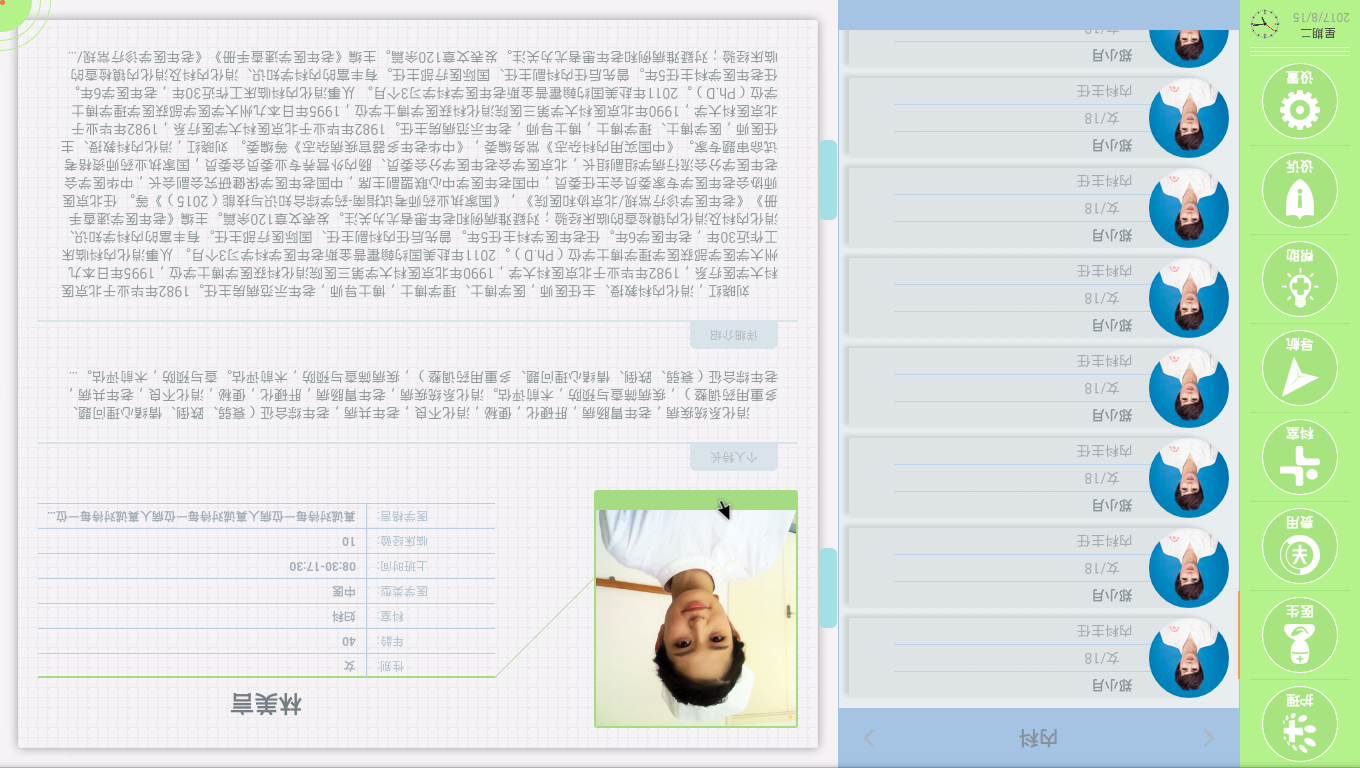 护理
医生
费用
科室
导航
帮助
投诉
设置
星期二
2017/8/15
内科
郑小月
女/18
内科主任
郑小月
女/18
内科主任
郑小月
女/18
内科主任
郑小月
女/18
内科主任
郑小月
女/18
内科主任
郑小月
女/18
内科主任
郑小月
女/18
内科主任
郑小月
女/18
林美言
性别: 女
年龄: 40
科室: 妇科
医学类型: 中医
上班时间: 08:30-17:30
临床经验: 10
医学格言: 真诚对待每一位病人真诚对待每一位病人真诚对待每一位...
个人特长
消化系统疾病，老年胃肠病，肝硬化，便秘，消化不良，老年共病，老年综合征（衰弱、跌倒、情绪心理问题、
多重用药调整），疾病筛查与预防，术前评估。消化系统疾病，老年胃肠病，肝硬化，便秘，消化不良，老年共病，
老年综合征（衰弱、跌倒、情绪心理问题、多重用药调整），疾病筛查与预防，术前评估。查与预防，术前评估。...
详细介绍
刘晓红，消化内科教授、主任医师，医学博士、理学博士，博士导师，老年示范病房主任。1982年毕业于北京医
科大学医疗系，1982年毕业于北京医科大学，1990年北京医科大学第三医院消化科获医学博士学位，1995年日本九
州大学医学部获医学理学博士学位（Ph.D）。2011年赴美国约翰霍普金斯老年医学科学习3个月。从事消化内科临床
工作近30年，老年医学6年。任老年医学科主任5年。曾先后任内科副主任、国际医疗部主任。有丰富的内科学知识、
消化内科及消化内镜检查的临床经验；对疑难病例和老年患者尤为关注。发表文章120余篇。主编《老年医学速查手
册》《老年医学诊疗常规/北京协和医院》，《国家执业药师考试指南-药学综合知识与技能（2015）》等。任北京医
师协会老年医学专家委员会主任委员，中国老年医学中心联盟副主席，中国老年医学保健研究会副会长，中华医学会
老年医学分会流行病学组副组长，北京医学会老年医学分会委员、肠内外营养专业委员会委员，国家执业药师资格考
试命审题专家。《中国实用内科杂志》常务编委，《中华老年多器官疾病杂志》等编委。刘晓红，消化内科教授、主
任医师，医学博士、理学博士，博士导师，老年示范病房主任。1982年毕业于北京医科大学医疗系，1982年毕业于
北京医科大学，1990年北京医科大学第三医院消化科获医学博士学位，1995年日本九州大学医学部获医学理学博士
学位（Ph.D）。2011年赴美国约翰霍普金斯老年医学科学习3个月。从事消化内科临床工作近30年，老年医学6年。
任老年医学科主任5年。曾先后任内科副主任、国际医疗部主任。有丰富的内科学知识、消化内科及消化内镜检查的
临床经验；对疑难病例和老年患者尤为关注。发表文章120余篇。主编《老年医学速查手册》《老年医学诊疗常规/...